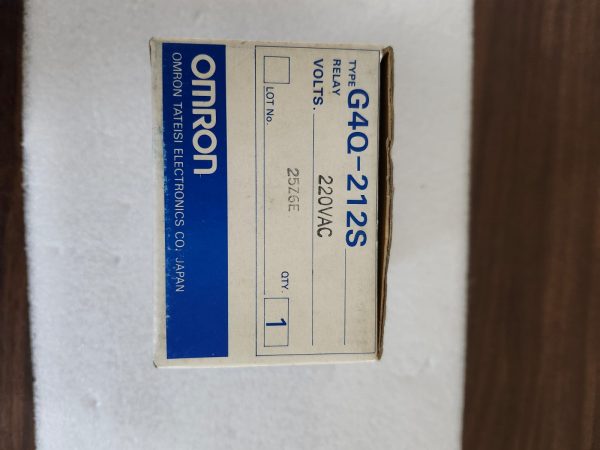 TYPE G4Q-212S
RELAY
VOLTS. 220VAC
LOT No. 25Z6E
QTY. 1
OMRON
OMRON TATEISI ELECTRONICS CO. JAPAN